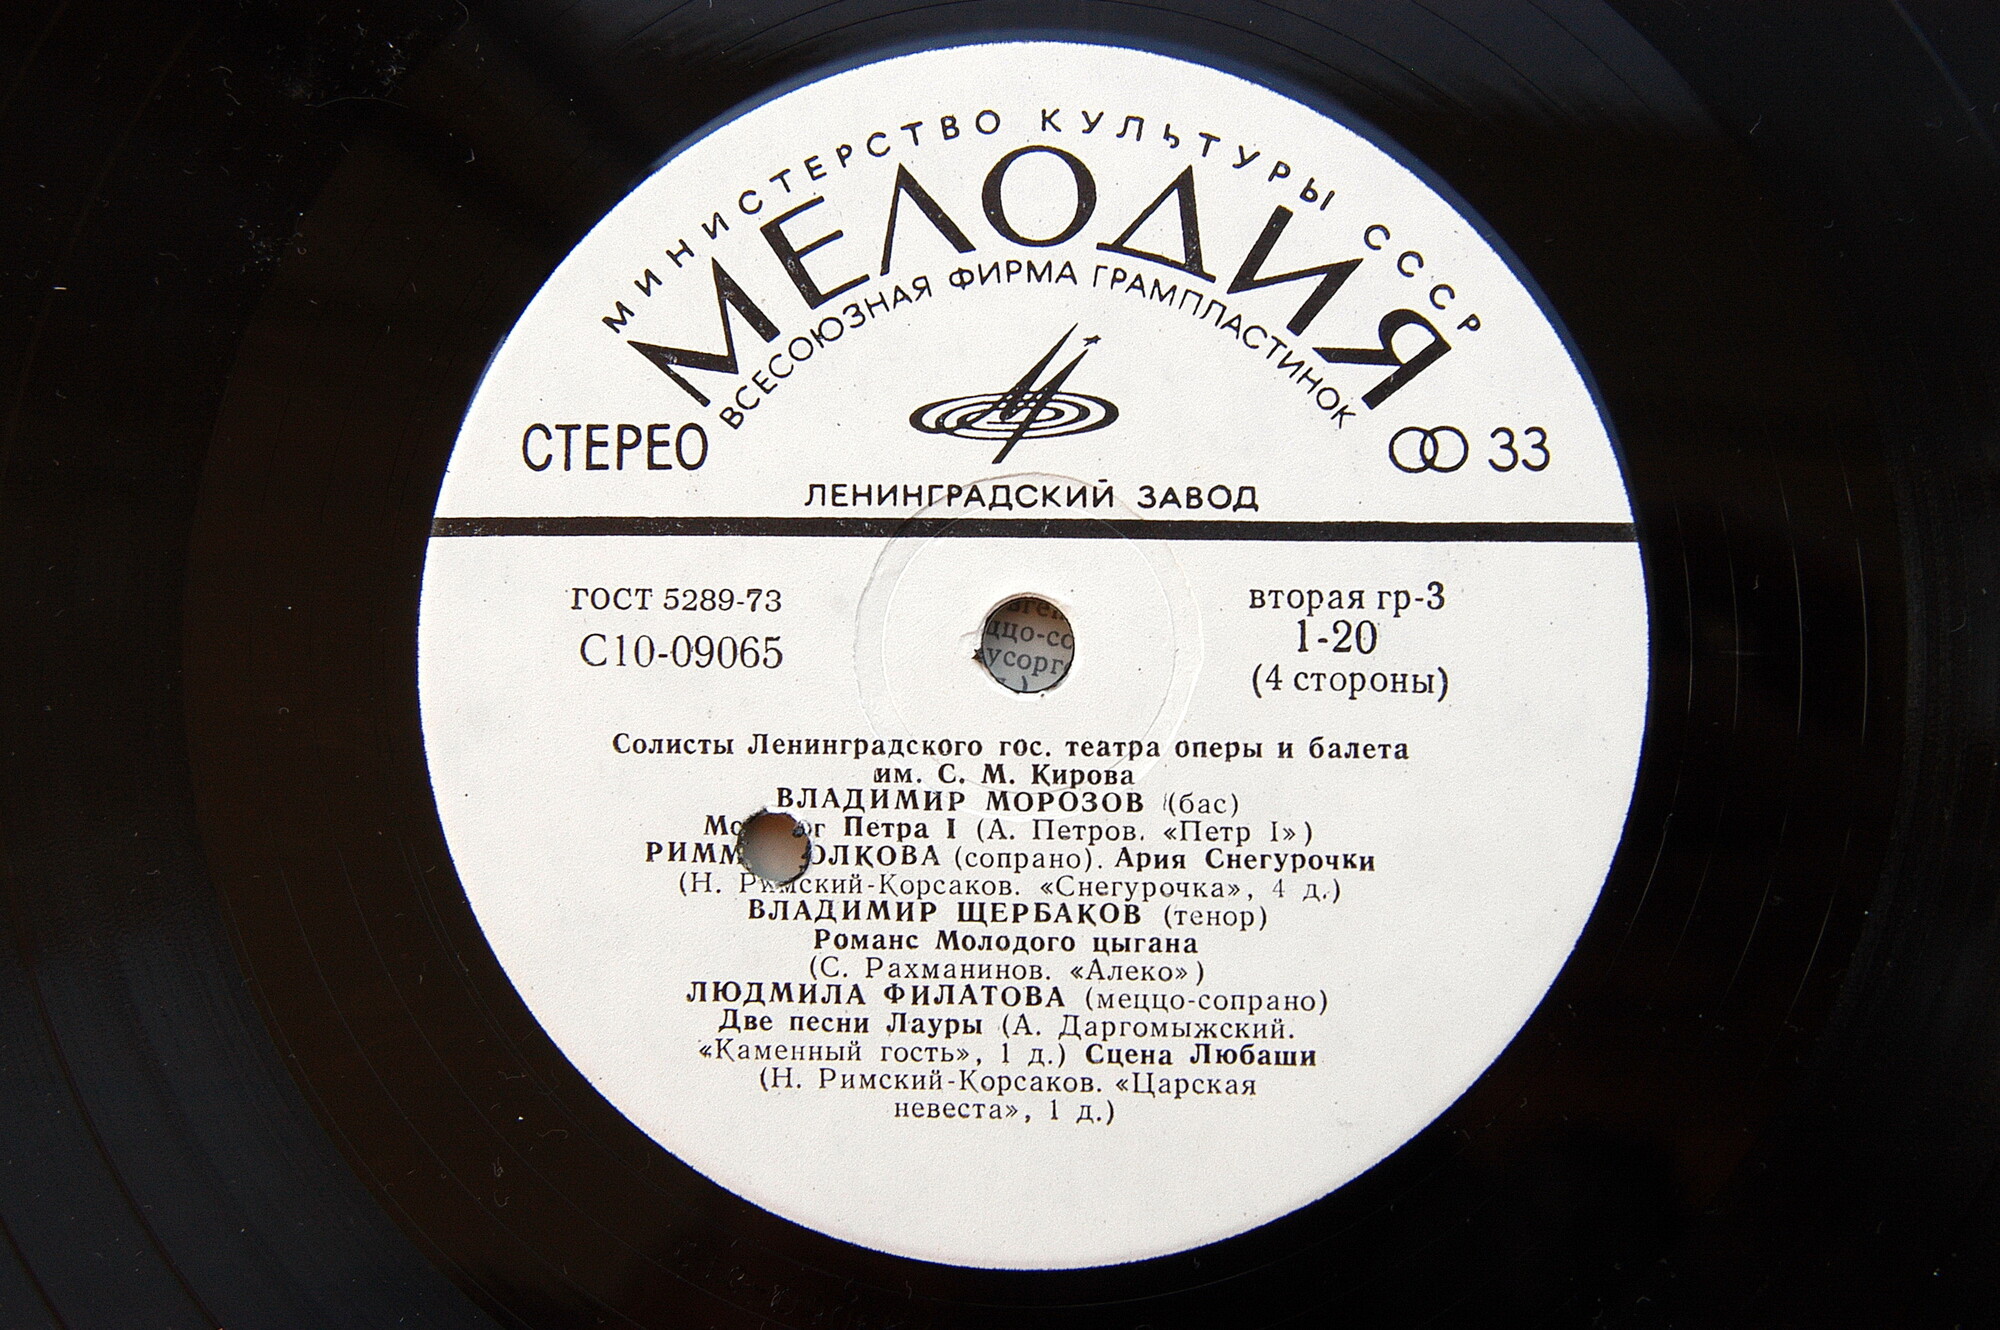 МИНИСТЕРСТВО КУЛЬТУРЫ СССР
МЕЛОДИЯ
ВСЕСОЮЗНАЯ ФИРМА ГРАМПЛАСТИНОК
СТЕРЕО
33
ЛЕНИНГРАДСКИЙ ЗАВОД
ГОСТ 5289-73
С10-09065
вторая гр-3
1-20
(4 стороны)
Солисты Ленинградского гос. театра оперы и балета
им. С. М. Кирова
ВЛАДИМИР МОРОЗОВ (бас)
Петра I (А. Петров. «Петр I»)
(сопрано). Ария Снегурочки
(Н. Римский-Корсаков. «Снегурочка», 4 д.)
ВЛАДИМИР ЩЕРБАКОВ (тенор)
Романс Молодого цыгана
(С. Рахманинов. «Алеко»)
ЛЮДМИЛА ФИЛАТОВА (меццо-сопрано)
Две песни Лауры (А. Даргомыжский.
«Каменный гость», 1 д.) Сцена Любаши
(Н. Римский-Корсаков. «Царская
невеста», 1 д.)